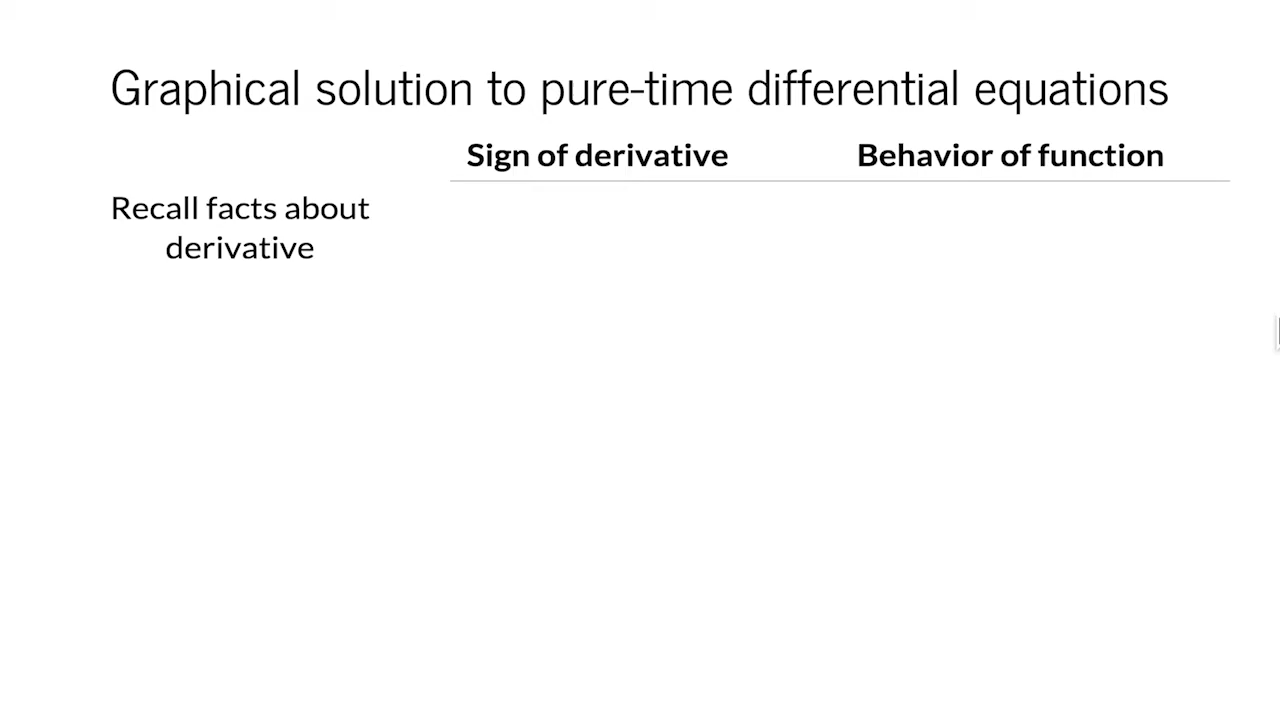 Graphical solution to pure-time differential equations
Sign of derivative
Behavior of function
Recall facts about
derivative